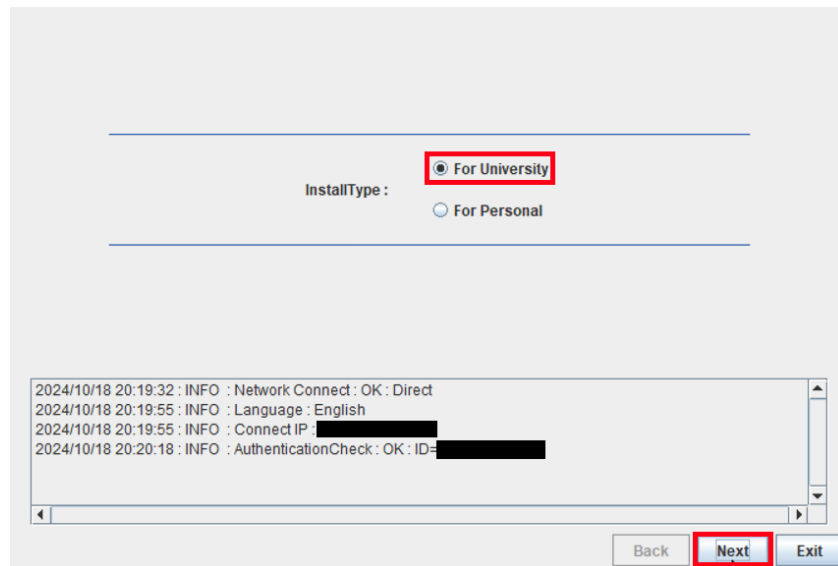 InstallType :
For University
For Personal
2024/10/18 20:19:32 : INFO : Network Connect : OK : Direct
2024/10/18 20:19:55 : INFO : Language : English
2024/10/18 20:19:55 : INFO : Connect IP :
2024/10/18 20:20:18 : INFO : AuthenticationCheck : OK : ID=
Back Next Exit